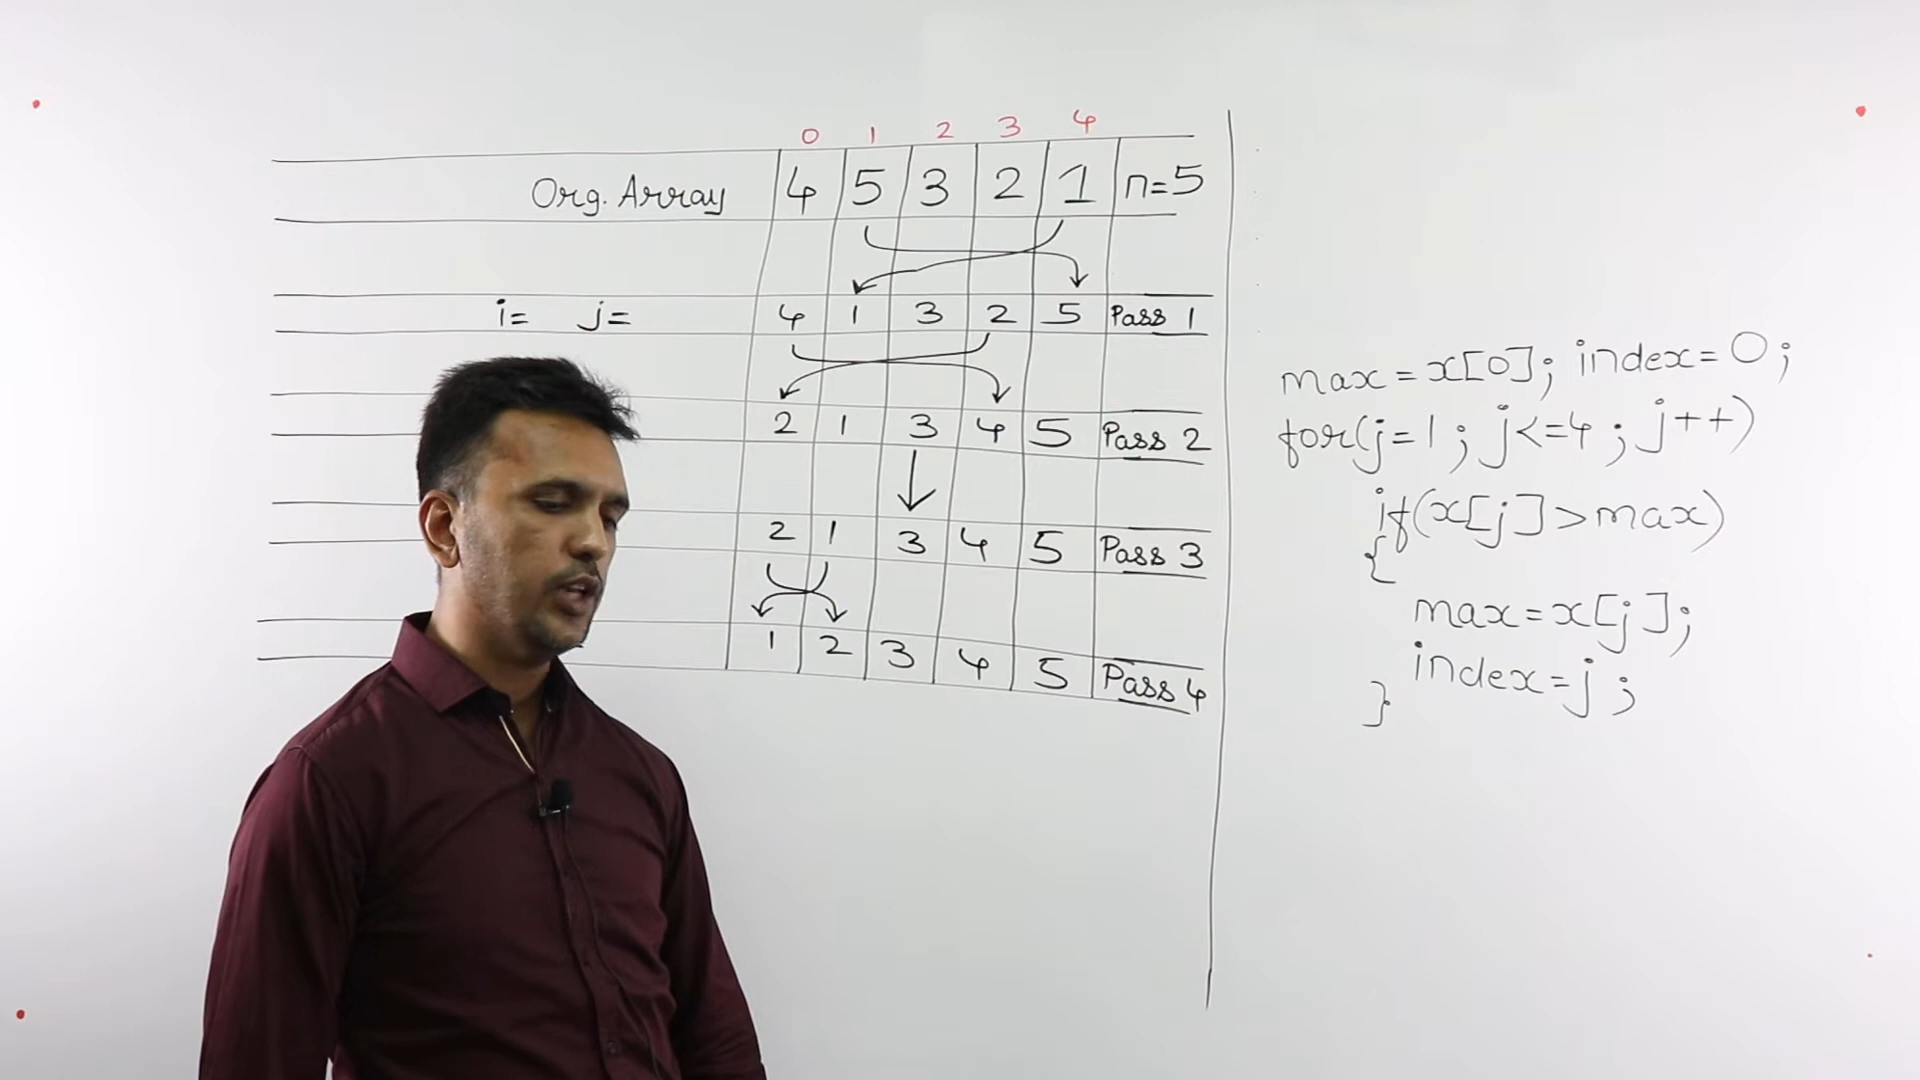 0 1 2 3 4
Org. Array 4 5 3 2 1 n=5
i= j= 4 1 3 2 5 Pass 1
2 1 3 4 5 Pass 2
2 1 3 4 5 Pass 3
1 2 3 4 5 Pass 4
max=x[0]; index=0;
for(j=1; j<=4; j++)
if(x[j]>max)
{
max=x[j];
index=j;
}